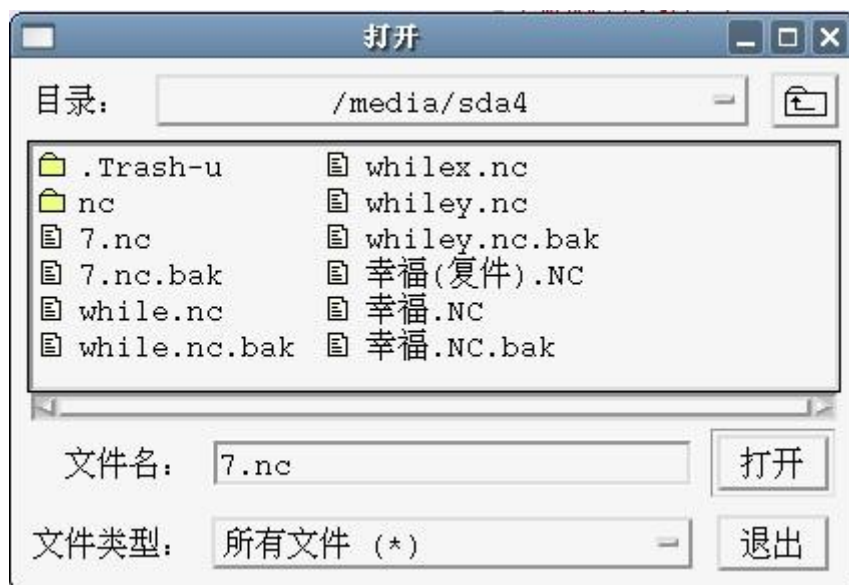 打开
目录： /media/sda4
.Trash-u
nc
7.nc
7.nc.bak
while.nc
while.nc.bak
whilex.nc
whiley.nc
whiley.nc.bak
幸福(复件).NC
幸福.NC
幸福.NC.bak
文件名： 7.nc 打开
文件类型： 所有文件 (*) 退出